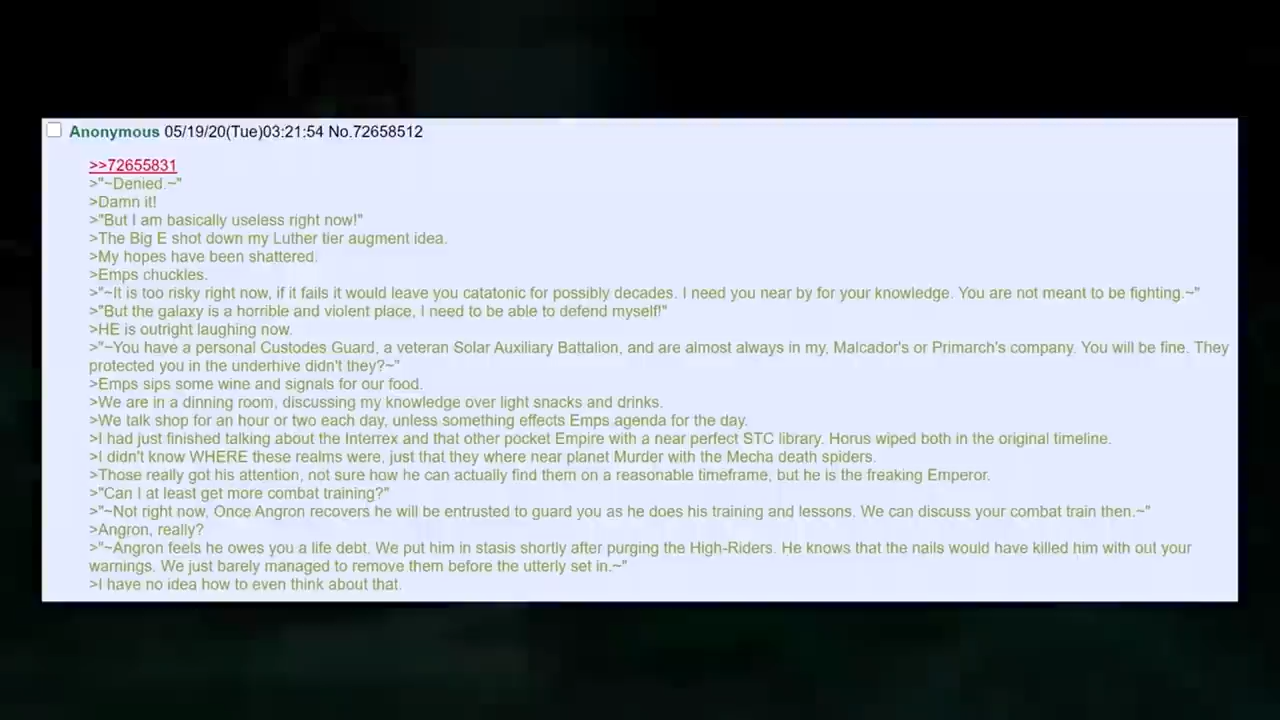 Anonymous 05/19/20(Tue)03:21:54 No.72658512
>>72655831
>"~Denied.~"
>Damn it!
>"But I am basically useless right now!"
>The Big E shot down my Luther tier augment idea.
>My hopes have been shattered.
>Emps chuckles.
>"~It is too risky right now, if it fails it would leave you catatonic for possibly decades. I need you near by for your knowledge. You are not meant to be fighting.~"
>"But the galaxy is a horrible and violent place, I need to be able to defend myself!"
>HE is outright laughing now.
>"~You have a personal Custodes Guard, a veteran Solar Auxiliary Battalion, and are almost always in my, Malcador's or Primarch's company. You will be fine. They
protected you in the underhive didn't they?~"
>Emps sips some wine and signals for our food.
>We are in a dinning room, discussing my knowledge over light snacks and drinks.
>We talk shop for an hour or two each day, unless something effects Emps agenda for the day.
>I had just finished talking about the Interrex and that other pocket Empire with a near perfect STC library. Horus wiped both in the original timeline.
>I didn't know WHERE these realms were, just that they where near planet Murder with the Mecha death spiders.
>Those really got his attention, not sure how he can actually find them on a reasonable timeframe, but he is the freaking Emperor.
>"Can I at least get more combat training?"
>"~Not right now, Once Angron recovers he will be entrusted to guard you as he does his training and lessons. We can discuss your combat train then.~"
>Angron, really?
>"~Angron feels he owes you a life debt. We put him in stasis shortly after purging the High-Riders. He knows that the nails would have killed him with out your
warnings. We just barely managed to remove them before the utterly set in.~"
>I have no idea how to even think about that.